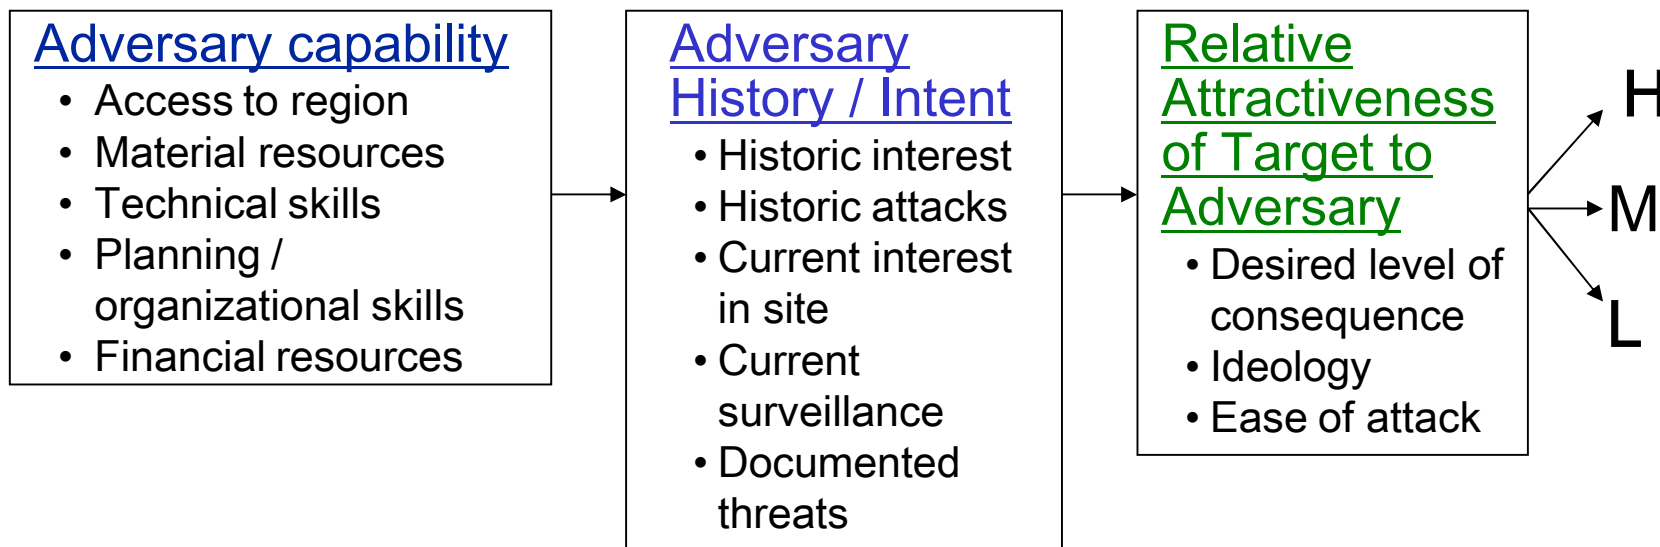 Adversary capability
• Access to region
• Material resources
• Technical skills
• Planning /
organizational skills
• Financial resources
Adversary
History / Intent
• Historic interest
• Historic attacks
• Current interest
in site
• Current
surveillance
• Documented
threats
Relative
Attractiveness
of Target to
Adversary
• Desired level of
consequence
• Ideology
• Ease of attack
H
M
L